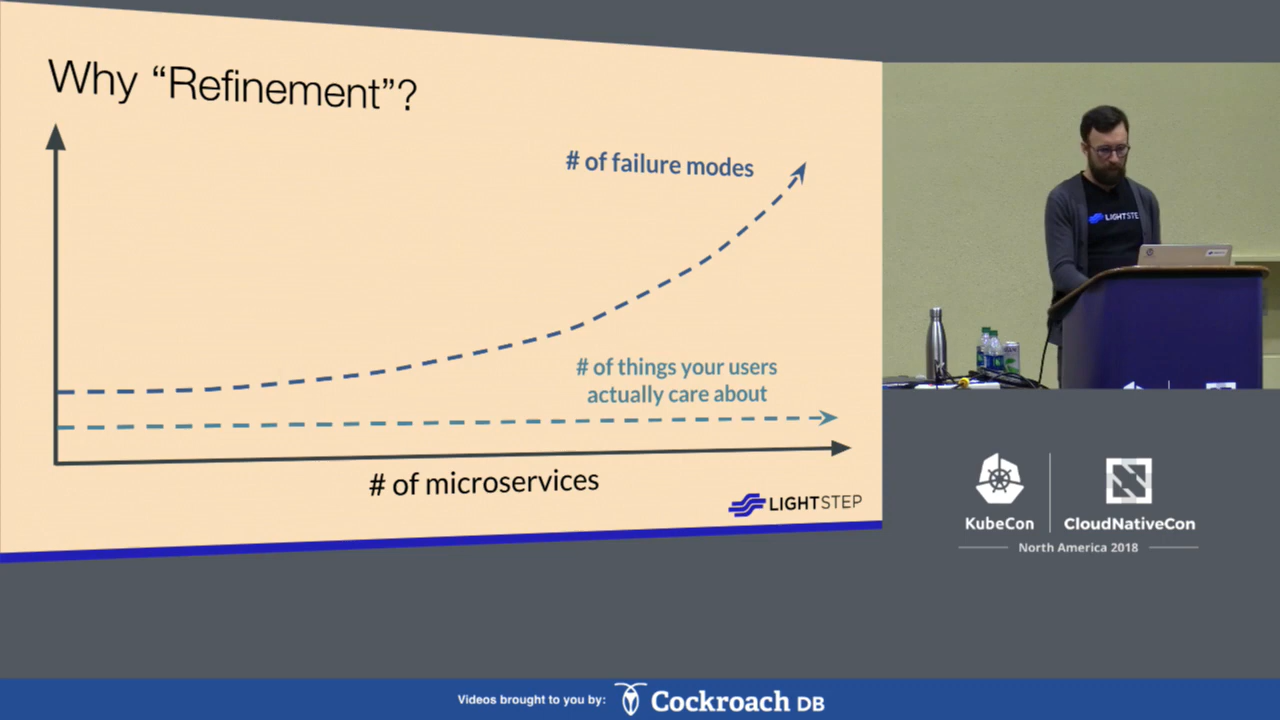 Why “Refinement”?
# of failure modes
# of things your users
actually care about
# of microservices
LIGHTSTEP
LIGHTSTE
KubeCon
CloudNativeCon
North America 2018
Videos brought to you by:
Cockroach DB